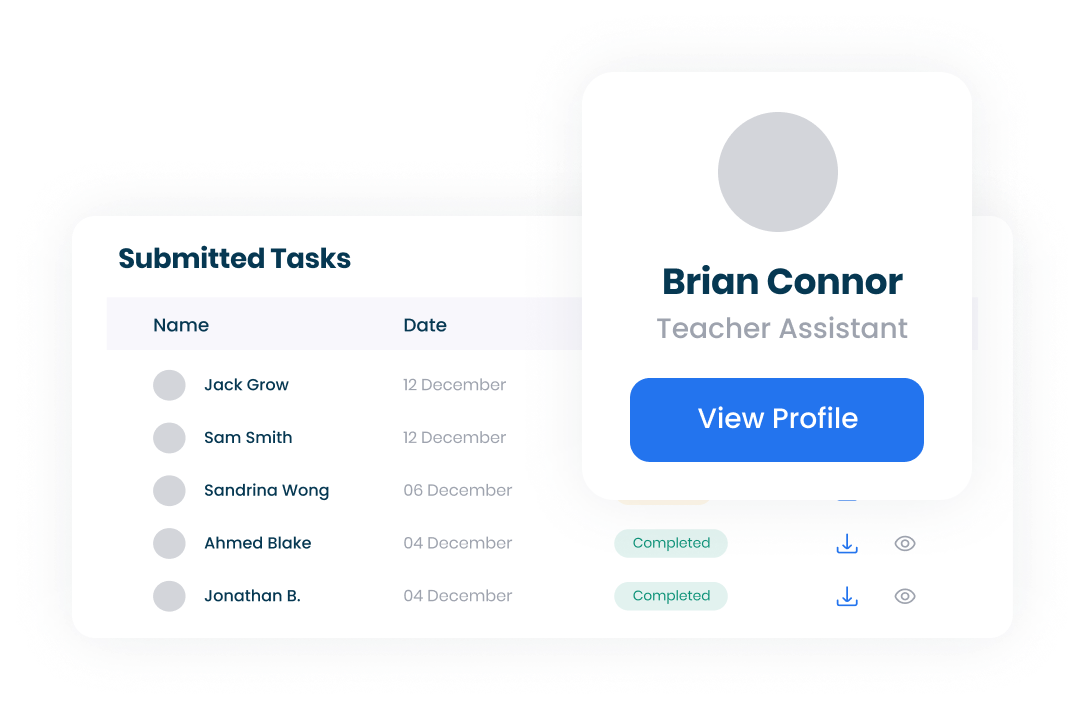 Submitted Tasks
Name Date
Jack Grow 12 December
Sam Smith 12 December
Sandrina Wong 06 December
Ahmed Blake 04 December Completed
Jonathan B. 04 December Completed
Brian Connor
Teacher Assistant
View Profile